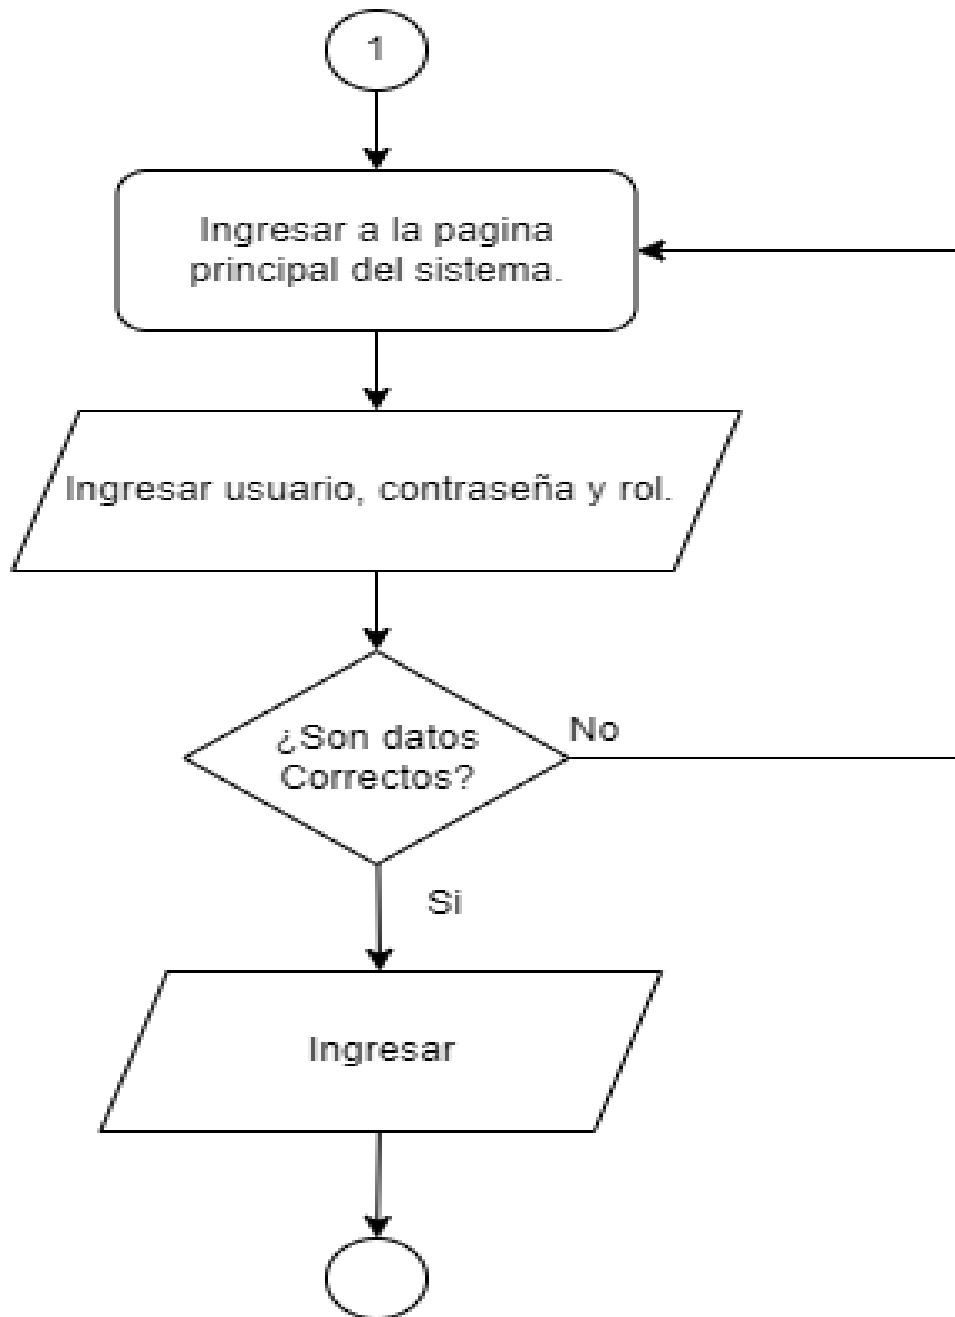 1
Ingresar a la pagina
principal del sistema.
Ingresar usuario, contraseña y rol.
¿Son datos
Correctos?
No
Si
Ingresar